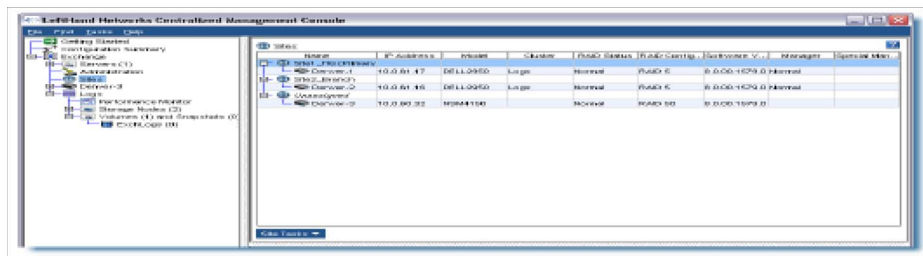 LeftHand Networks Centralized Management Console
File Find Tasks Help
Getting Started
Configuration Summary
Exchange
Servers (1)
Administration
Sites
Denver-3
Logs
Performance Monitor
Storage Nodes (2)
Volumes (1) and Snapshots (0)
ExchLogs (0)
Sites
Name IP Address Model Cluster RAID Status RAID Config... Software V... Manager Special Man...
Denver-1 10.0.61.17 DELL2950 Logs Normal RAID 5 8.0.00.1579.0 Normal
Site2_Branch
Denver-2 10.0.61.16 DELL2950 Logs Normal RAID 5 8.0.00.1579.0 Normal
Unassigned
Denver-3 10.0.60.32 NSM4150 Normal RAID 50 8.0.00.1579.0
Site Tasks